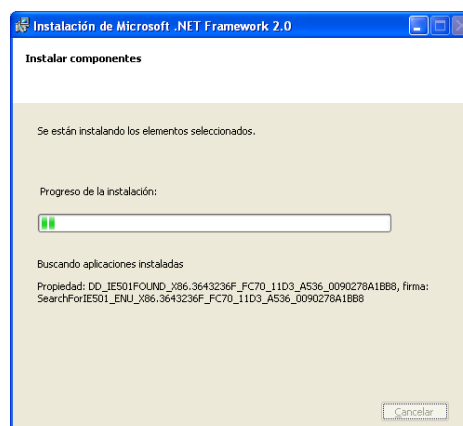 Instalación de Microsoft .NET Framework 2.0
Instalar componentes
Se están instalando los elementos seleccionados.
Progreso de la instalación:
Buscando aplicaciones instaladas
Propiedad: DD_IE501FOUND_X86.3643236F_FC70_11D3_A536_0090278A1BB8, firma:
SearchForIE501_ENU_X86.3643236F_FC70_11D3_A536_0090278A1BB8
Cancelar